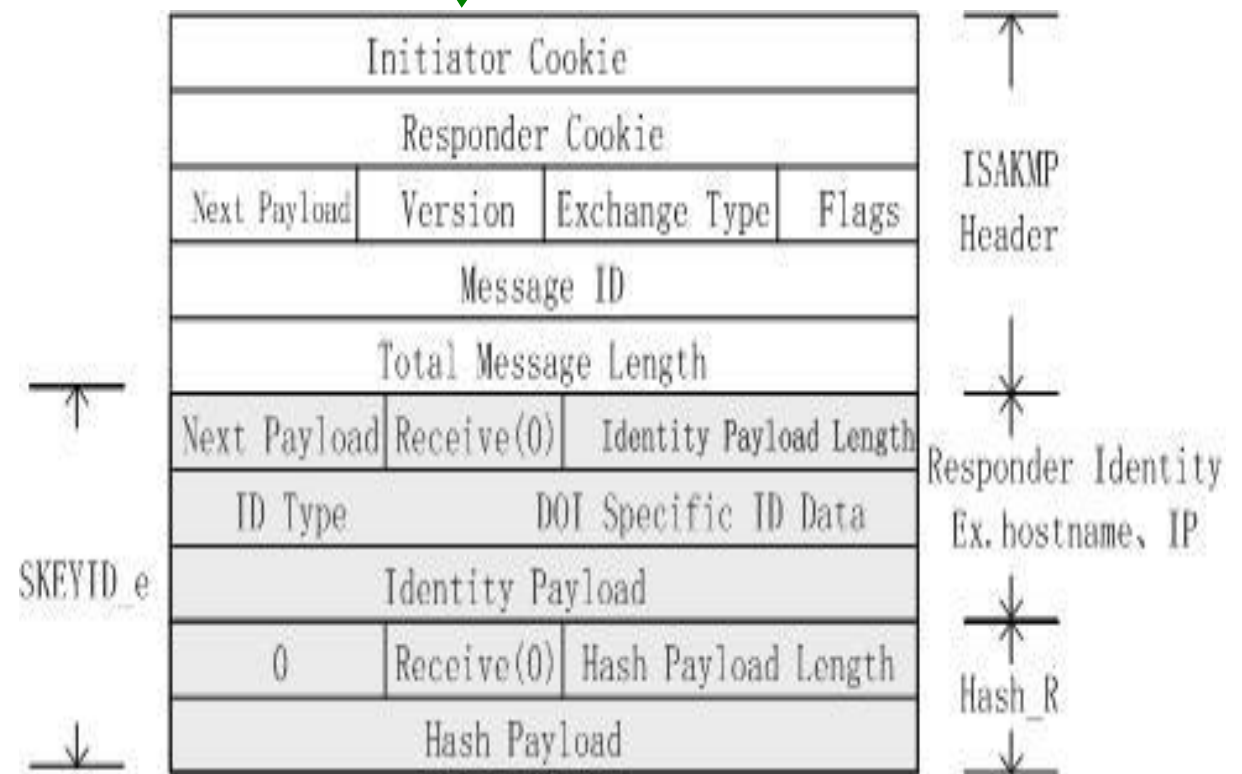 Initiator Cookie
Responder Cookie
Next Payload Version Exchange Type Flags
Message ID
Total Message Length
ISAKMP
Header
Next Payload Receive(0) Identity Payload Length
ID Type DOI Specific ID Data
Identity Payload
Responder Identity
Ex. hostname、IP
SKEYID_e
0 Receive(0) Hash Payload Length
Hash Payload
Hash_R